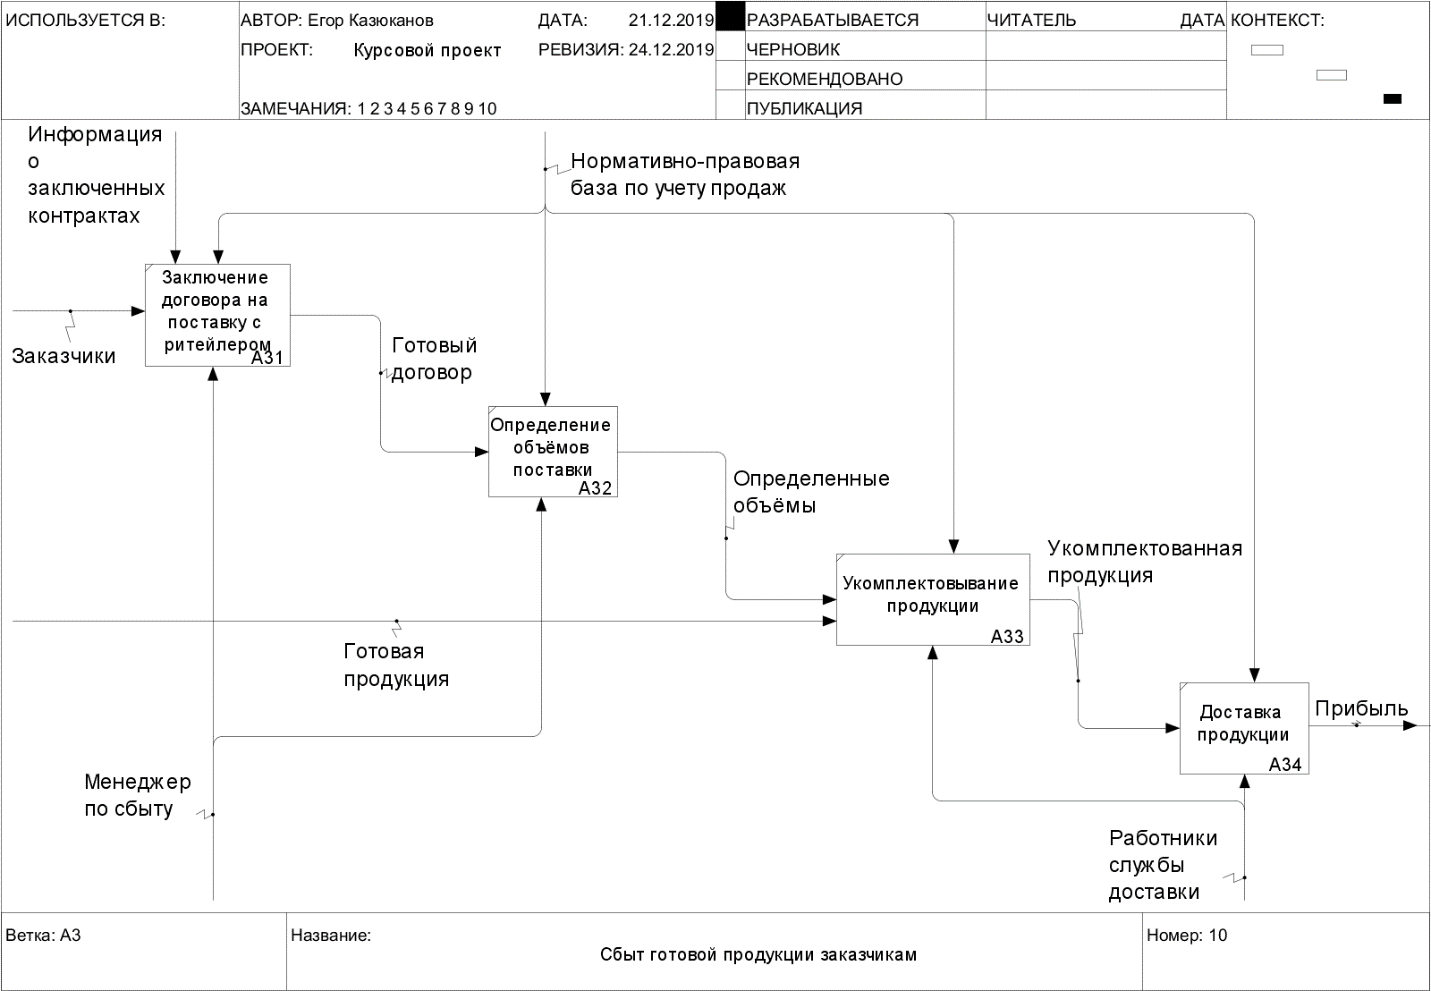 ИСПОЛЬЗУЕТСЯ В:
АВТОР: Егор Казюканов
ДАТА: 21.12.2019
РАЗРАБАТЫВАЕТСЯ
ЧИТАТЕЛЬ
ДАТА
КОНТЕКСТ:
ПРОЕКТ: Курсовой проект
РЕВИЗИЯ: 24.12.2019
ЧЕРНОВИК
РЕКОМЕНДОВАНО
ЗАМЕЧАНИЯ: 1 2 3 4 5 6 7 8 9 10
ПУБЛИКАЦИЯ
Информация
о
заключенных
контрактах
Нормативно-правовая
база по учету продаж
Заключение
договора на
поставку с
ритейлером
A31
Заказчики
Готовый
договор
Определение
объёмов
поставки
A32
Определенные
объёмы
Укомплектовывание
продукции
A33
Укомплектованная
продукция
Готовая
продукция
Доставка
продукции
A34
Прибыль
Менеджер
по сбыту
Работники
службы
доставки
Ветка: A3
Название:
Сбыт готовой продукции заказчикам
Номер: 10